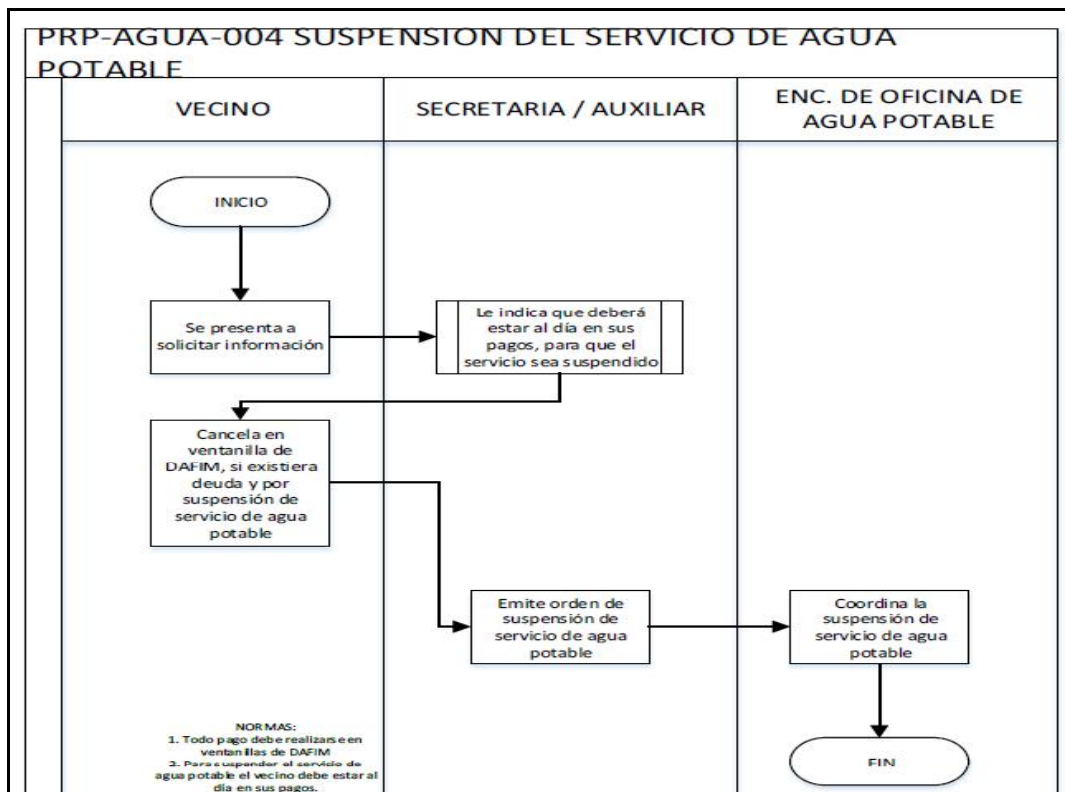 PRP-AGUA-004 SUSPENSION DEL SERVICIO DE AGUA
POTABLE
VECINO
SECRETARIA / AUXILIAR
ENC. DE OFICINA DE
AGUA POTABLE
INICIO
Se presenta a
solicitar información
Le indica que deberá
estar al día en sus
pagos, para que el
servicio sea suspendido
Cancela en
ventanilla de
DAFIM, si existiera
deuda y por
suspensión de
servicio de agua
potable
Emite orden de
suspensión de
servicio de agua
potable
Coordina la
suspensión de
servicio de agua
potable
FIN
NORMAS:
1. Todo pago debe realizarse en
ventanillas de DAFIM
2. Para suspender el servicio de
agua potable el vecino debe estar al
día en sus pagos.